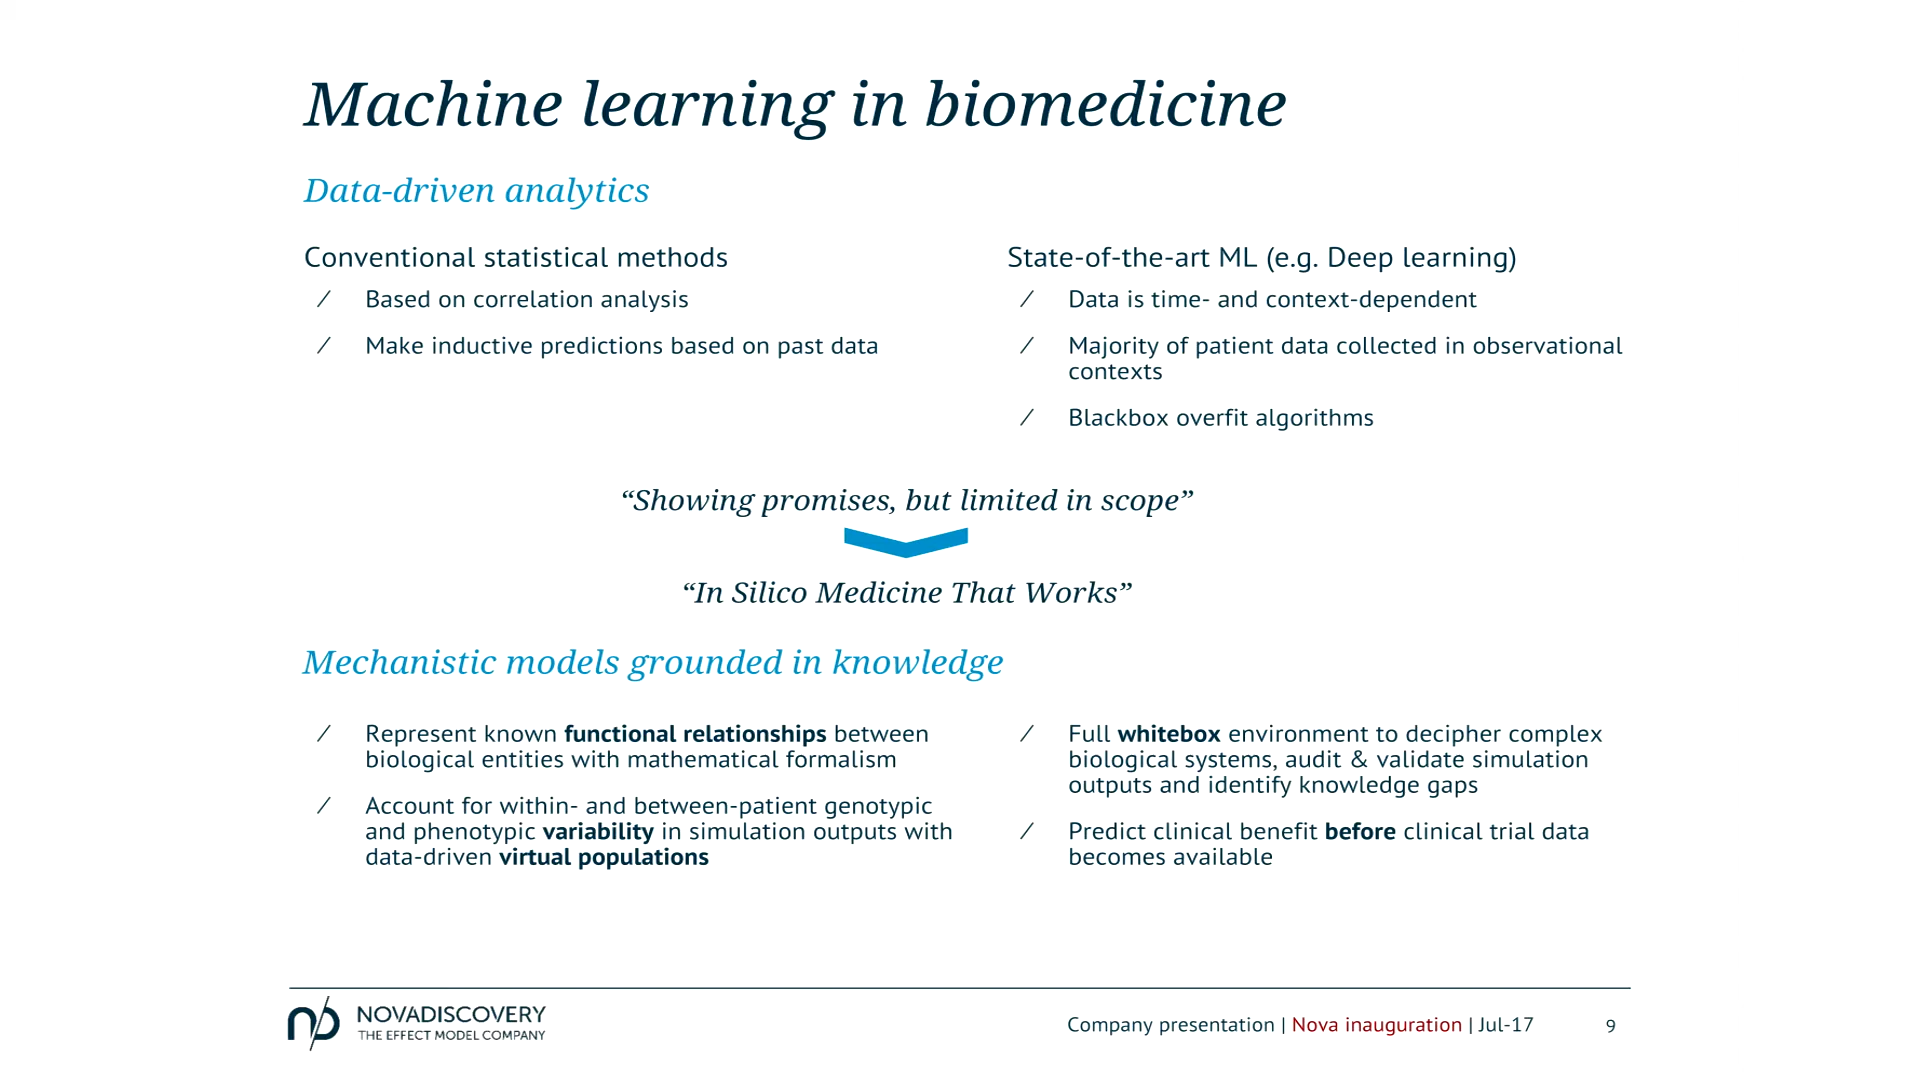 Machine learning in biomedicine
Data-driven analytics
Conventional statistical methods
Based on correlation analysis
Make inductive predictions based on past data
State-of-the-art ML (e.g. Deep learning)
Data is time- and context-dependent
Majority of patient data collected in observational
contexts
Blackbox overfit algorithms
“Showing promises, but limited in scope”
“In Silico Medicine That Works”
Mechanistic models grounded in knowledge
Represent known functional relationships between
biological entities with mathematical formalism
Account for within- and between-patient genotypic
and phenotypic variability in simulation outputs with
data-driven virtual populations
Full whitebox environment to decipher complex
biological systems, audit & validate simulation
outputs and identify knowledge gaps
Predict clinical benefit before clinical trial data
becomes available
NOVADISCOVERY
THE EFFECT MODEL COMPANY
Company presentation | Nova inauguration | Jul-17
9